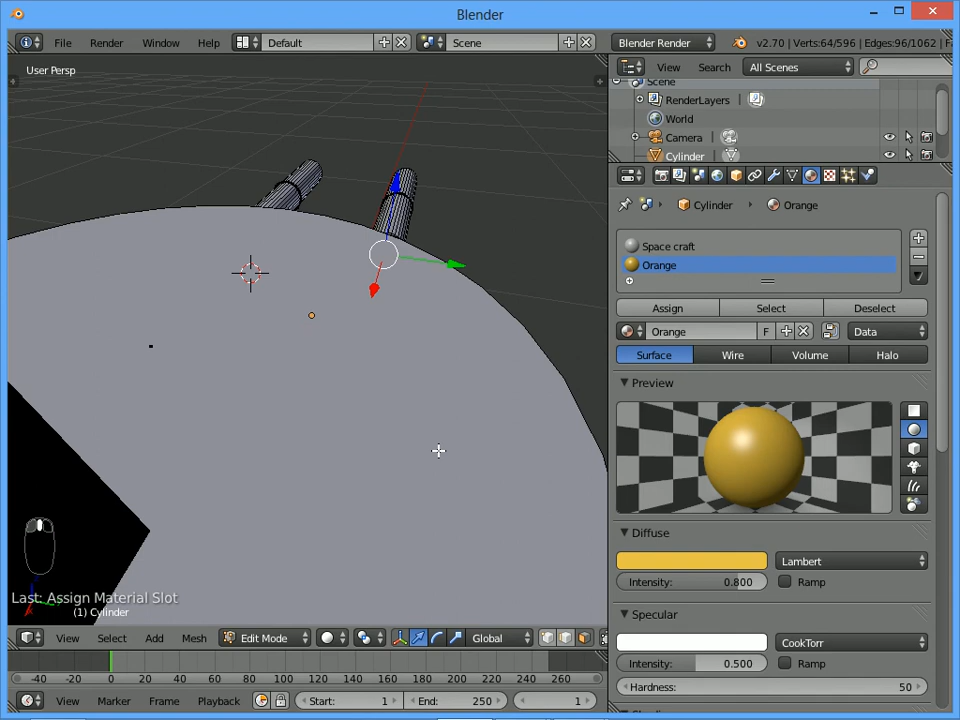 Blender
File Render Window Help Default Scene Blender Render v2.70 | Verts:64/596 | Edges:96/1062 | F
User Persp
View Search All Scenes
Scene
RenderLayers
World
Camera
Cylinder
Cylinder Orange
Space craft
Orange
Assign Select Deselect
Orange F Data
Surface Wire Volume Halo
Preview
Diffuse
Lambert
Intensity: 0.800 Ramp
Specular
CookTorr
Intensity: 0.500 Ramp
Hardness: 50
Last: Assign Material Slot
(1) Cylinder
View Select Add Mesh Edit Mode Global
-40 -20 0 20 40 60 80 100 120 140 160 180 200 220 240 260
View Marker Frame Playback Start: 1 End: 250 1